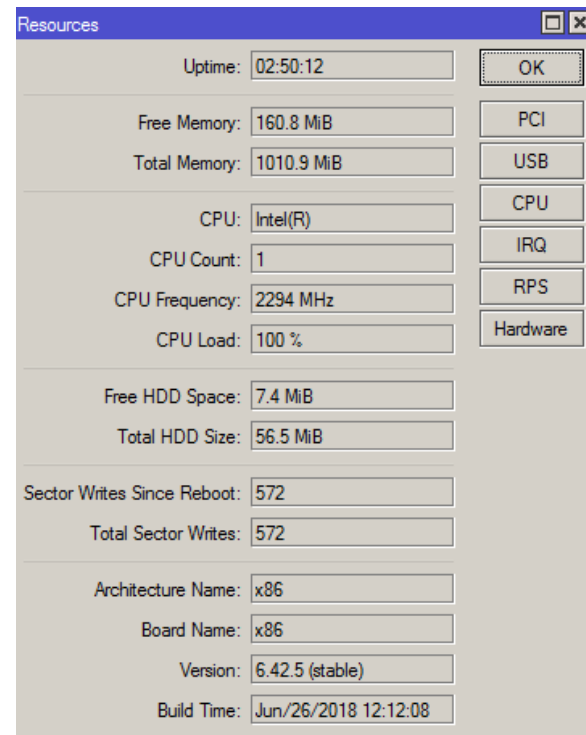 Resources
Uptime: 02:50:12
OK
Free Memory: 160.8 MiB
PCI
Total Memory: 1010.9 MiB
USB
CPU: Intel(R)
CPU
CPU Count: 1
IRQ
CPU Frequency: 2294 MHz
RPS
CPU Load: 100 %
Hardware
Free HDD Space: 7.4 MiB
Total HDD Size: 56.5 MiB
Sector Writes Since Reboot: 572
Total Sector Writes: 572
Architecture Name: x86
Board Name: x86
Version: 6.42.5 (stable)
Build Time: Jun/26/2018 12:12:08